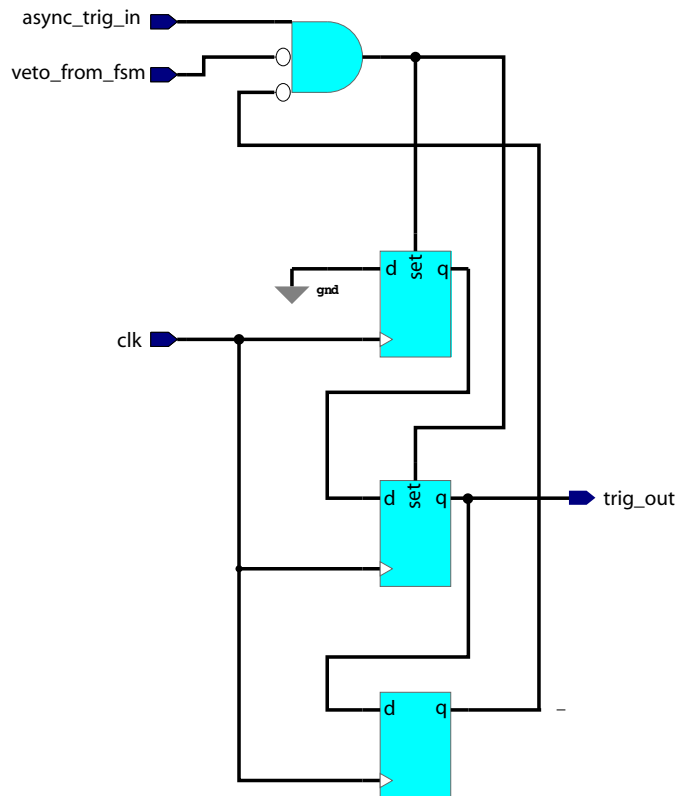 async_trig_in
veto_from_fsm
d
set
q
gnd
clk
d
set
q
trig_out
d
q